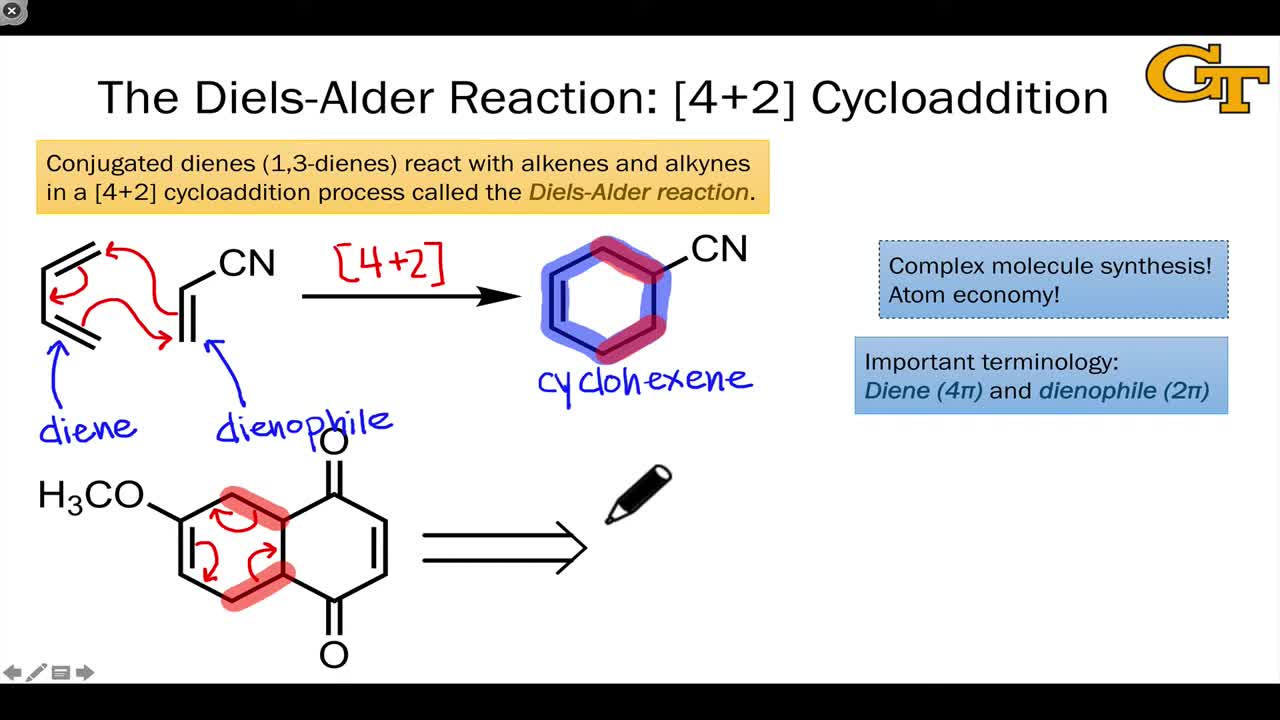 The Diels-Alder Reaction: [4+2] Cycloaddition
GT
Conjugated dienes (1,3-dienes) react with alkenes and alkynes
in a [4+2] cycloaddition process called the Diels-Alder reaction.
CN
[4+2]
CN
Complex molecule synthesis!
Atom economy!
cyclohexene
Important terminology:
Diene (4π) and dienophile (2π)
diene
dienophile
O
H₃CO
O